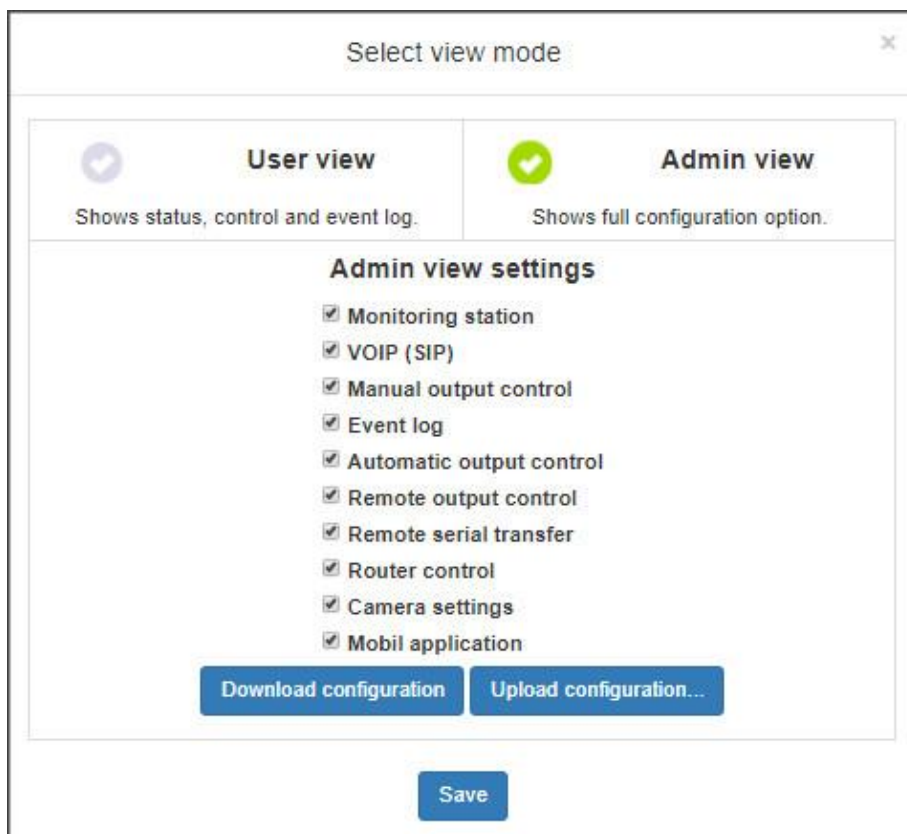 Select view mode
User view
Admin view
Shows status, control and event log.
Shows full configuration option.
Admin view settings
Monitoring station
VOIP (SIP)
Manual output control
Event log
Automatic output control
Remote output control
Remote serial transfer
Router control
Camera settings
Mobil application
Download configuration
Upload configuration...
Save